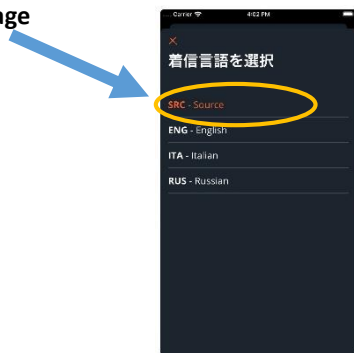 age
Carrier 4:02 PM
×
着信言語を選択
SRC - Source
ENG - English
ITA - Italian
RUS - Russian